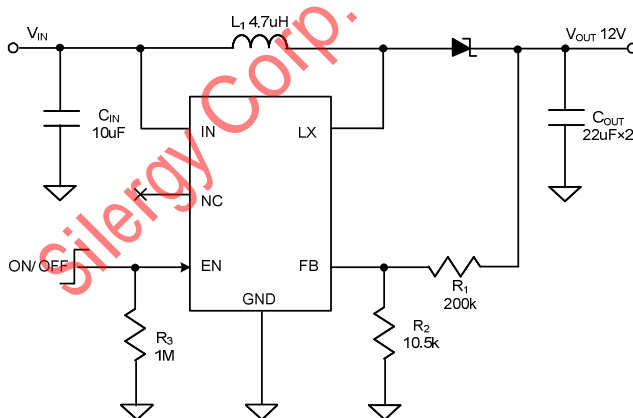 L1 4.7uH
VIN
VOUT 12V
CIN
10uF
COUT
22uF×2
IN
LX
NC
ON/OFF
EN
FB
GND
R1
200k
R2
10.5k
R3
1M
Silergy Corp.